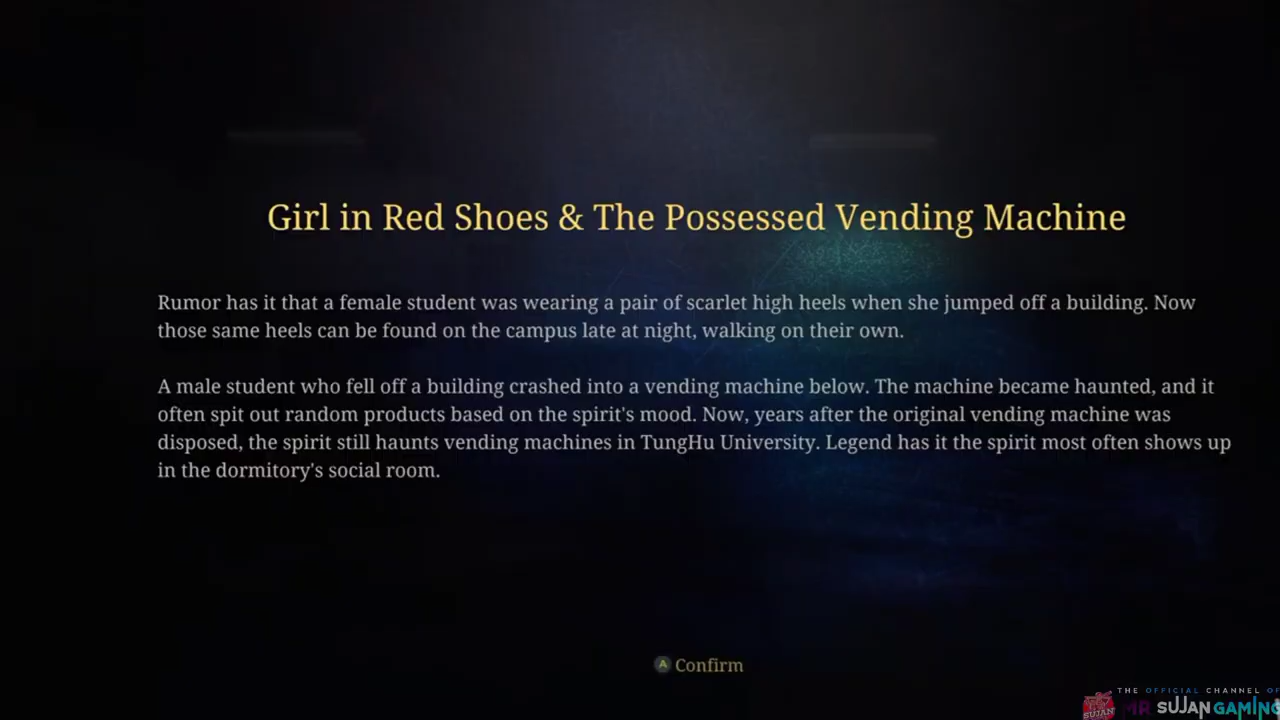 Girl in Red Shoes & The Possessed Vending Machine
Rumor has it that a female student was wearing a pair of scarlet high heels when she jumped off a building. Now
those same heels can be found on the campus late at night, walking on their own.
A male student who fell off a building crashed into a vending machine below. The machine became haunted, and it
often spit out random products based on the spirit's mood. Now, years after the original vending machine was
disposed, the spirit still haunts vending machines in TungHu University. Legend has it the spirit most often shows up
in the dormitory's social room.
A Confirm
THE OFFICIAL CHANNEL OF
MR SUJAN GAMING
SUJAN